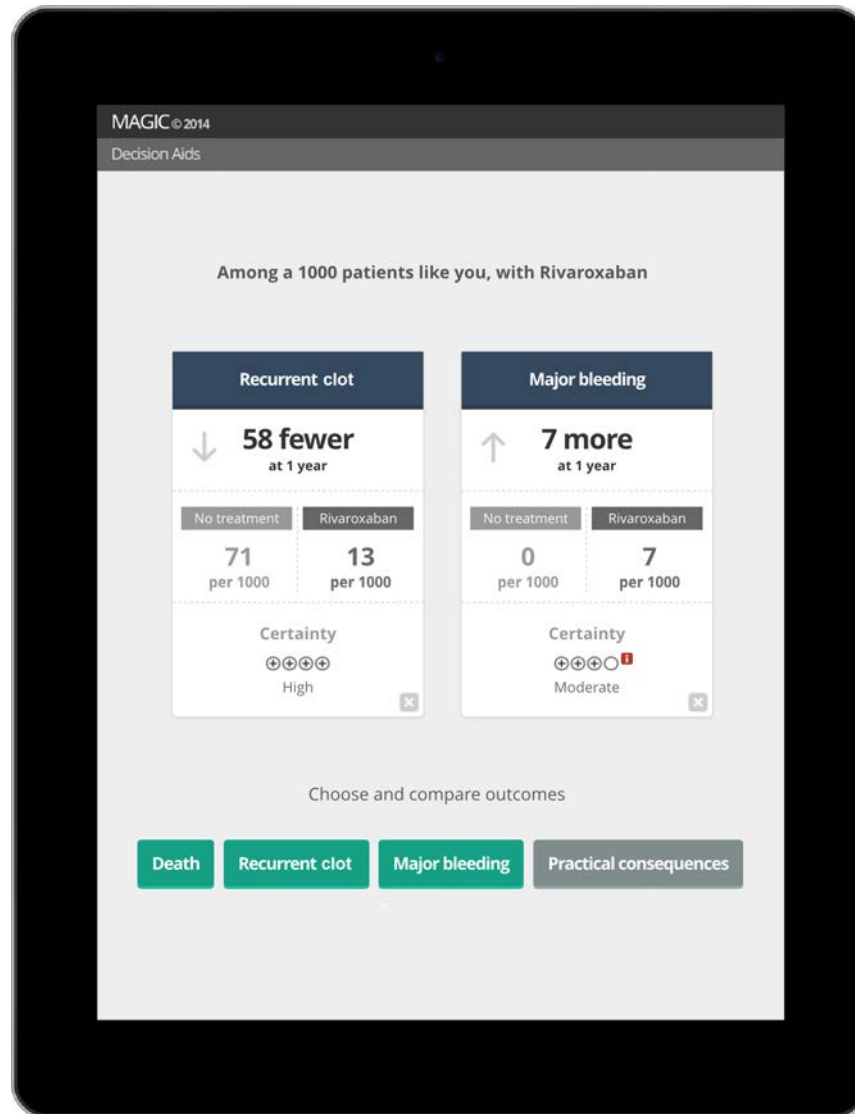 MAGIC © 2014
Decision Aids
Among a 1000 patients like you, with Rivaroxaban
Recurrent clot
58 fewer
at 1 year
No treatment Rivaroxaban
71 13
per 1000 per 1000
Certainty
High
Major bleeding
7 more
at 1 year
No treatment Rivaroxaban
0 7
per 1000 per 1000
Certainty
i
Moderate
Choose and compare outcomes
Death Recurrent clot Major bleeding Practical consequences